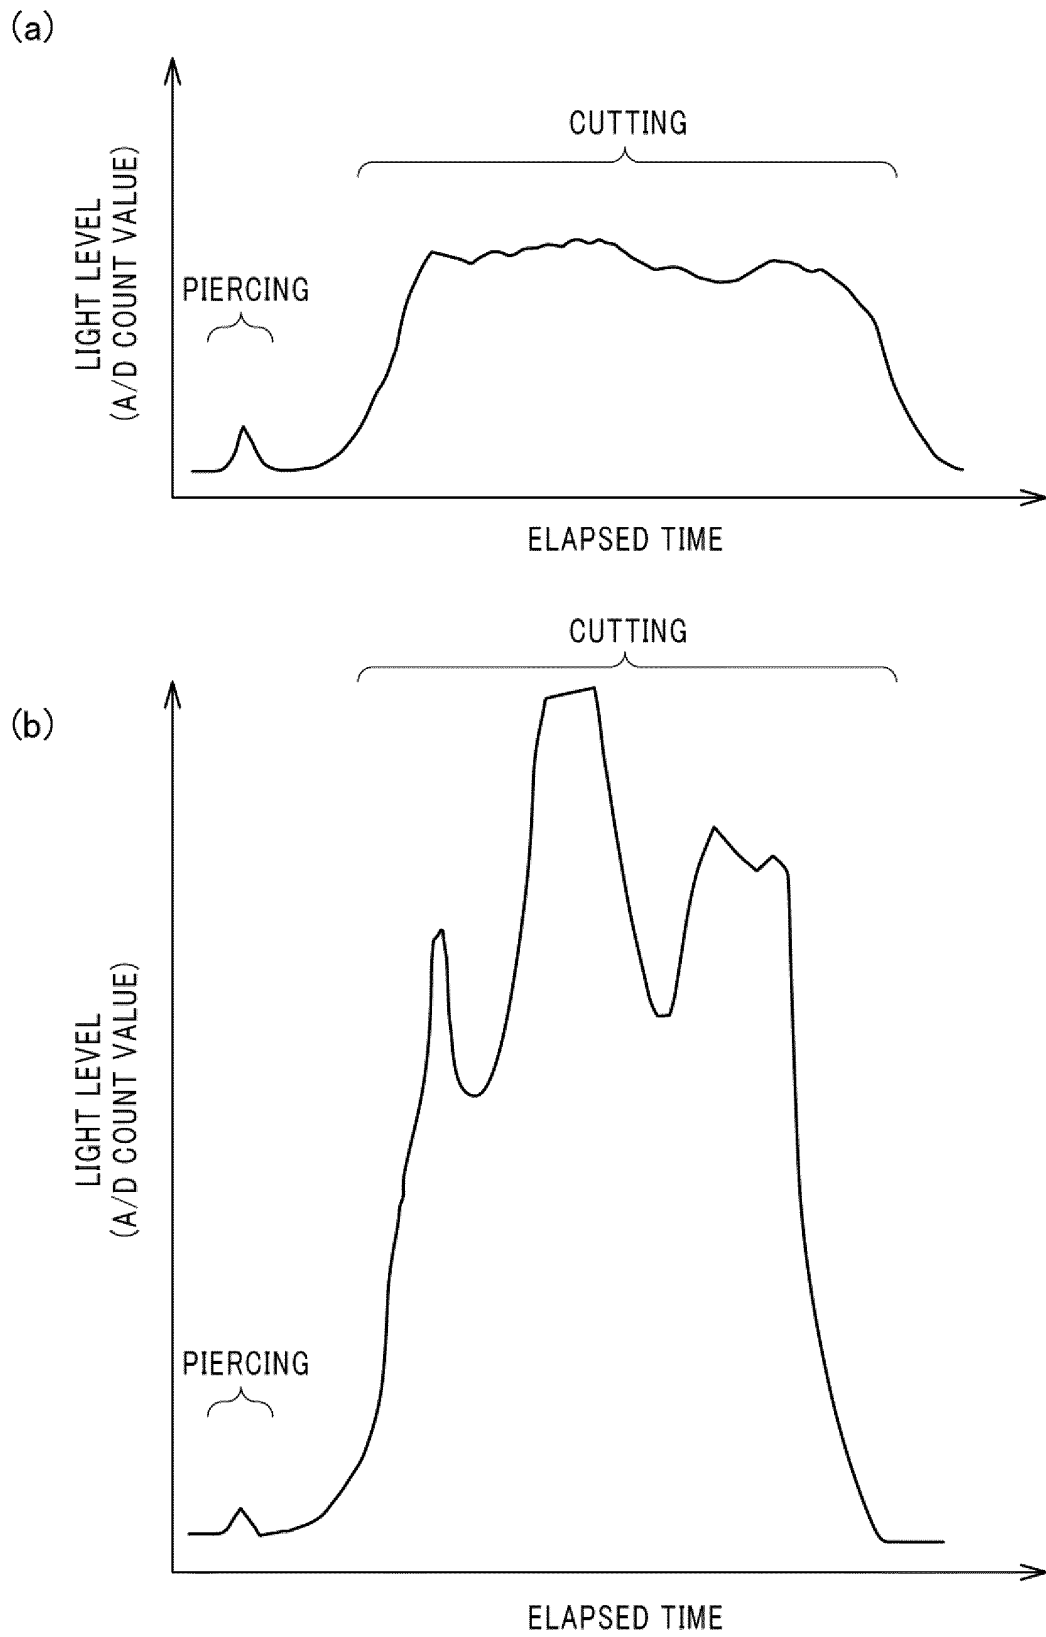 (a)
CUTTING
LIGHT LEVEL
(A/D COUNT VALUE)
PIERCING
ELAPSED TIME
CUTTING
(b)
LIGHT LEVEL
(A/D COUNT VALUE)
PIERCING
ELAPSED TIME